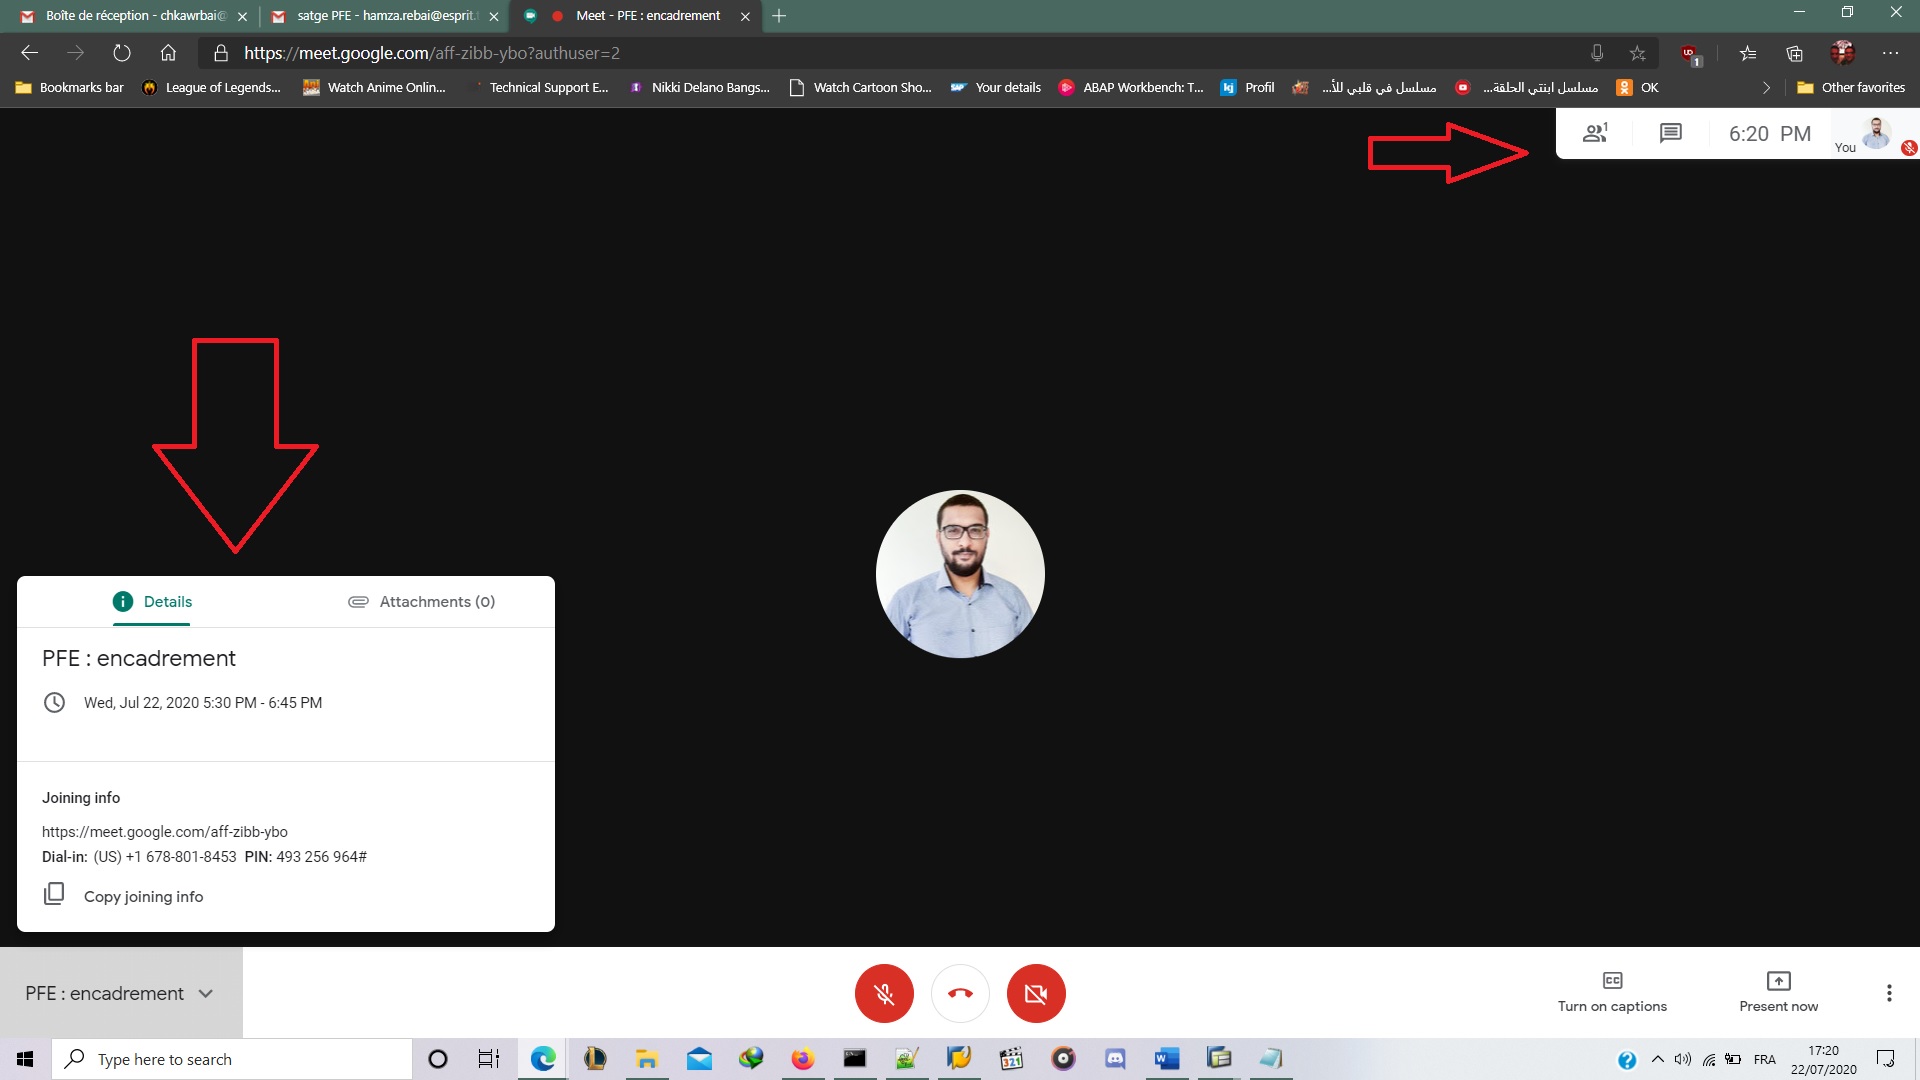 Boîte de réception - chkawrbai@
satge PFE - hamza.rebai@esprit.t
Meet - PFE : encadrement
https://meet.google.com/aff-zibb-ybo?authuser=2
1
Bookmarks bar
League of Legends...
Watch Anime Onlin...
Technical Support E...
Nikki Delano Bangs...
Watch Cartoon Sho...
Your details
ABAP Workbench: T...
Profil
مسلسل في قلبي للأ...
مسلسل ابنتي الحلقة...
OK
Other favorites
1
6:20 PM
You
Details
Attachments (0)
PFE : encadrement
Wed, Jul 22, 2020 5:30 PM - 6:45 PM
Joining info
https://meet.google.com/aff-zibb-ybo
Dial-in: (US) +1 678-801-8453 PIN: 493 256 964#
Copy joining info
PFE : encadrement
Turn on captions
Present now
Type here to search
FRA
17:20
22/07/2020